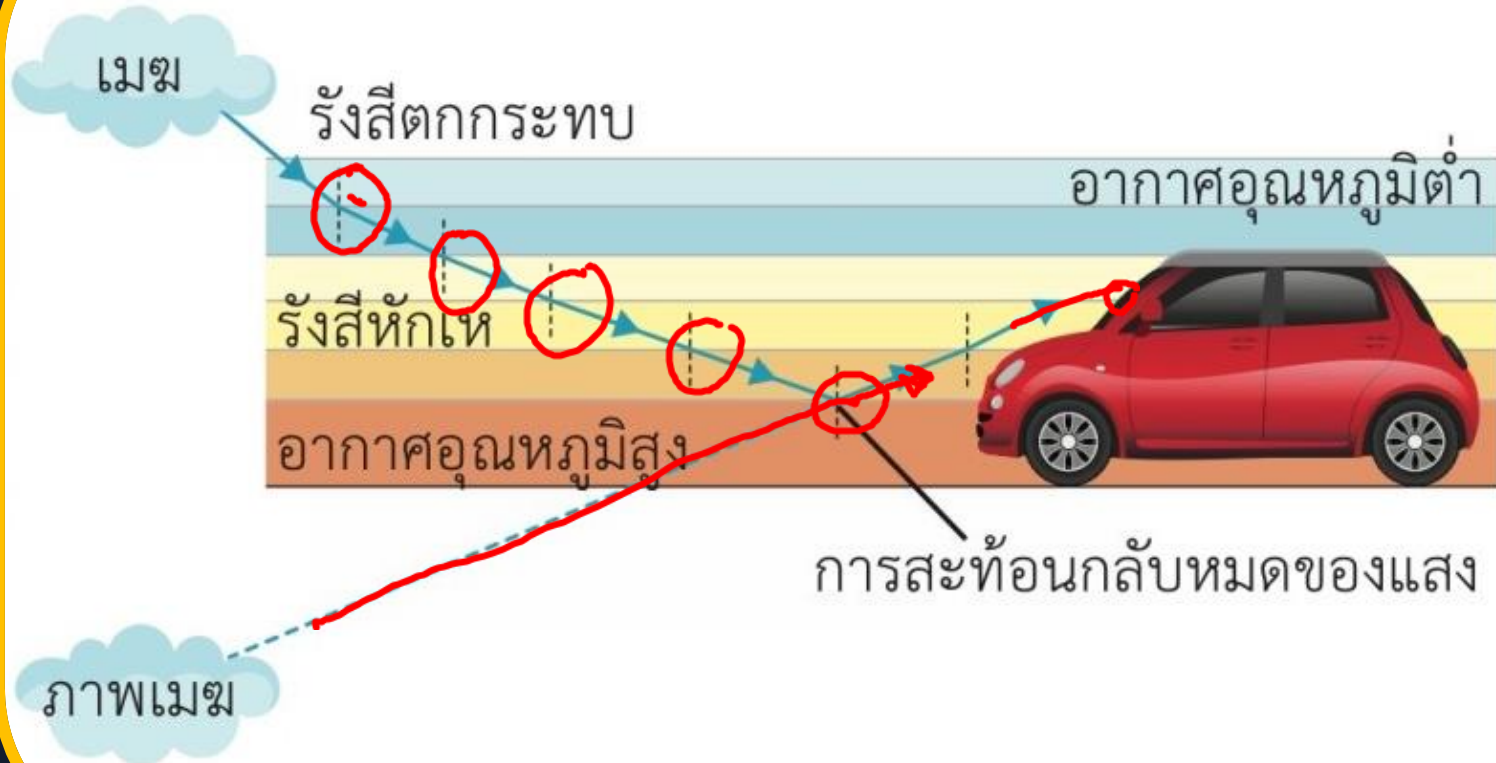 เมฆ
รังสีตกกระทบ
อากาศอุณหภูมิต่ำ
รังสีหักเห
อากาศอุณหภูมิสูง
การสะท้อนกลับหมดของแสง
ภาพเมฆ